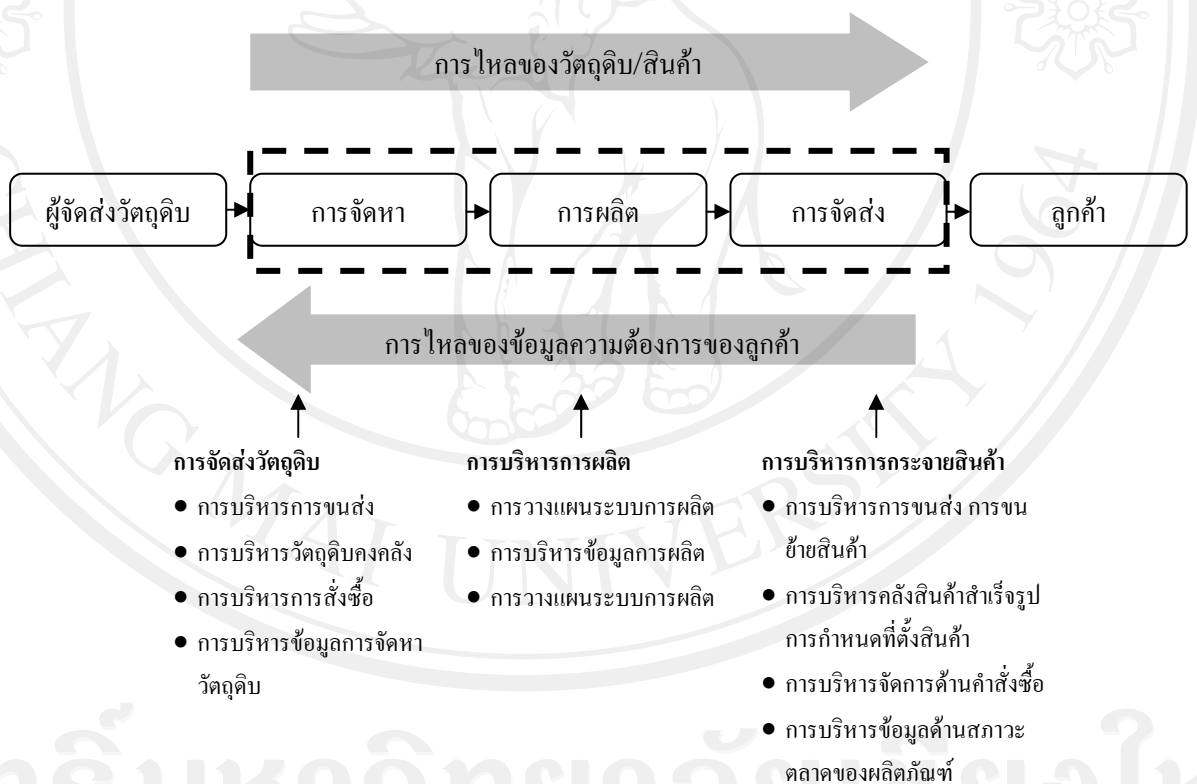 การไหลของวัตถุดิบ/สินค้า
ผู้จัดส่งวัตถุดิบ
การจัดหา
การผลิต
การจัดส่ง
ลูกค้า
การไหลของข้อมูลความต้องการของลูกค้า
การจัดส่งวัตถุดิบ
● การบริหารการขนส่ง
● การบริหารวัตถุดิบคงคลัง
● การบริหารการสั่งซื้อ
● การบริหารข้อมูลการจัดหา
วัตถุดิบ
การบริหารการผลิต
● การวางแผนระบบการผลิต
● การบริหารข้อมูลการผลิต
● การวางแผนระบบการผลิต
การบริหารการกระจายสินค้า
● การบริหารการขนส่ง การขน
ย้ายสินค้า
● การบริหารคลังสินค้าสำเร็จรูป
การกำหนดที่ตั้งสินค้า
● การบริหารจัดการด้านคำสั่งซื้อ
● การบริหารข้อมูลด้านสภาวะ
ตลาดของผลิตภัณฑ์
CHIANG MAI UNIVERSITY 1964